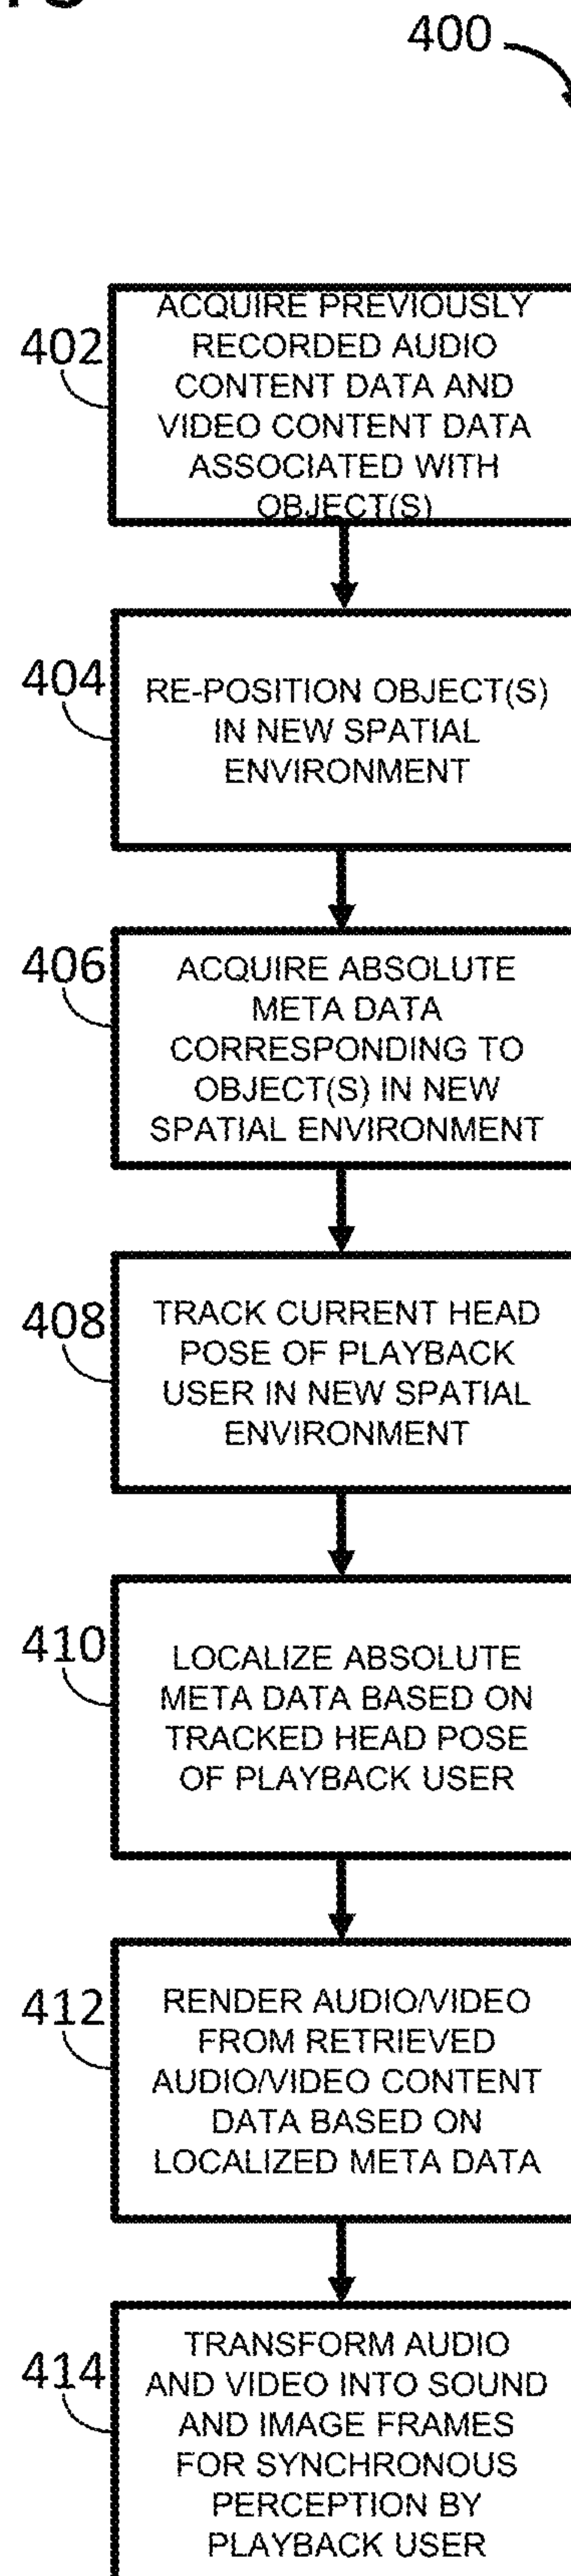 400
402
ACQUIRE PREVIOUSLY
RECORDED AUDIO
CONTENT DATA AND
VIDEO CONTENT DATA
ASSOCIATED WITH
OBJECT(S)
404
RE-POSITION OBJECT(S)
IN NEW SPATIAL
ENVIRONMENT
406
ACQUIRE ABSOLUTE
META DATA
CORRESPONDING TO
OBJECT(S) IN NEW
SPATIAL ENVIRONMENT
408
TRACK CURRENT HEAD
POSE OF PLAYBACK
USER IN NEW SPATIAL
ENVIRONMENT
410
LOCALIZE ABSOLUTE
META DATA BASED ON
TRACKED HEAD POSE
OF PLAYBACK USER
412
RENDER AUDIO/VIDEO
FROM RETRIEVED
AUDIO/VIDEO CONTENT
DATA BASED ON
LOCALIZED META DATA
414
TRANSFORM AUDIO
AND VIDEO INTO SOUND
AND IMAGE FRAMES
FOR SYNCHRONOUS
PERCEPTION BY
PLAYBACK USER